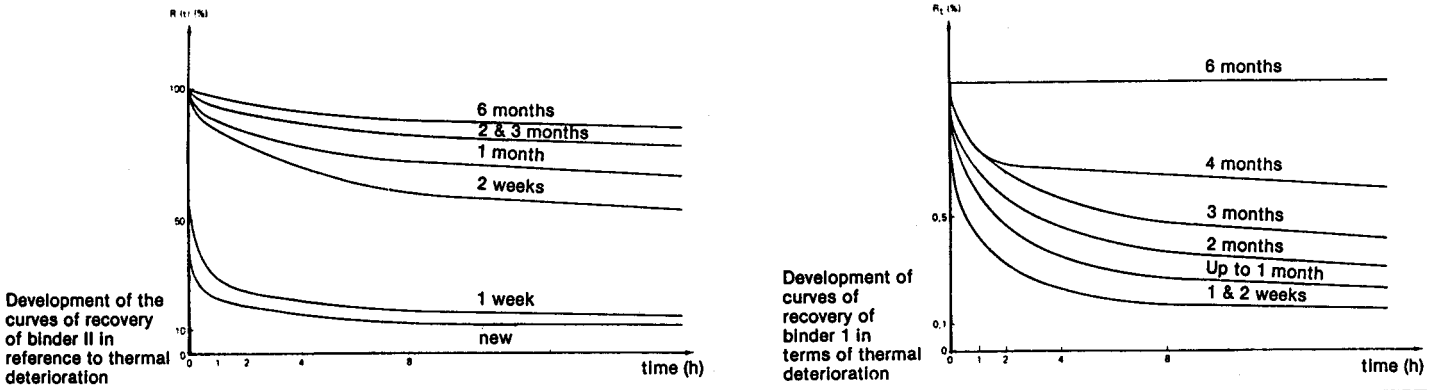 R (t) (%)
100
50
10
0
0 1 2 4 8
time (h)
6 months
2 & 3 months
1 month
2 weeks
1 week
new
Development of the
curves of recovery
of binder II in
reference to thermal
deterioration
Rt (%)
0,5
0,1
0
0 1 2 4 8
time (h)
6 months
4 months
3 months
2 months
Up to 1 month
1 & 2 weeks
Development of
curves of
recovery of
binder 1 in
terms of thermal
deterioration